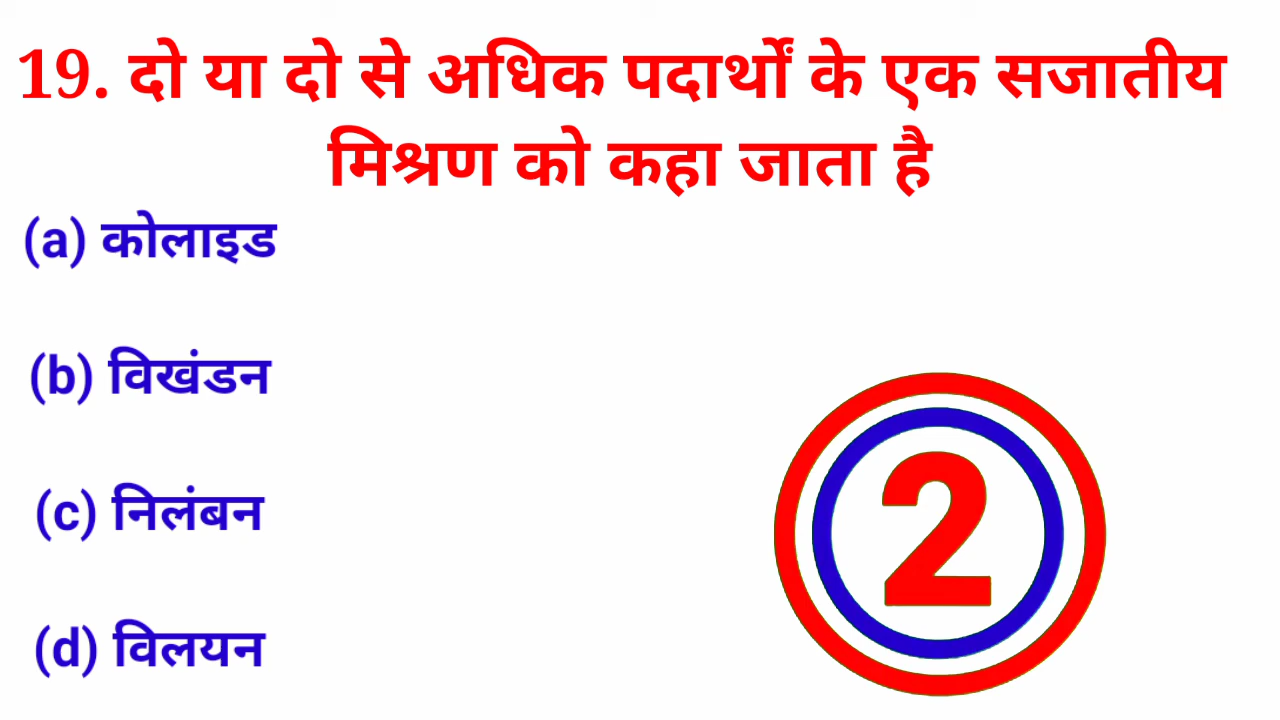 19. दो या दो से अधिक पदार्थों के एक सजातीय
मिश्रण को कहा जाता है
(a) कोलाइड
(b) विखंडन
(c) निलंबन
(d) विलयन
2